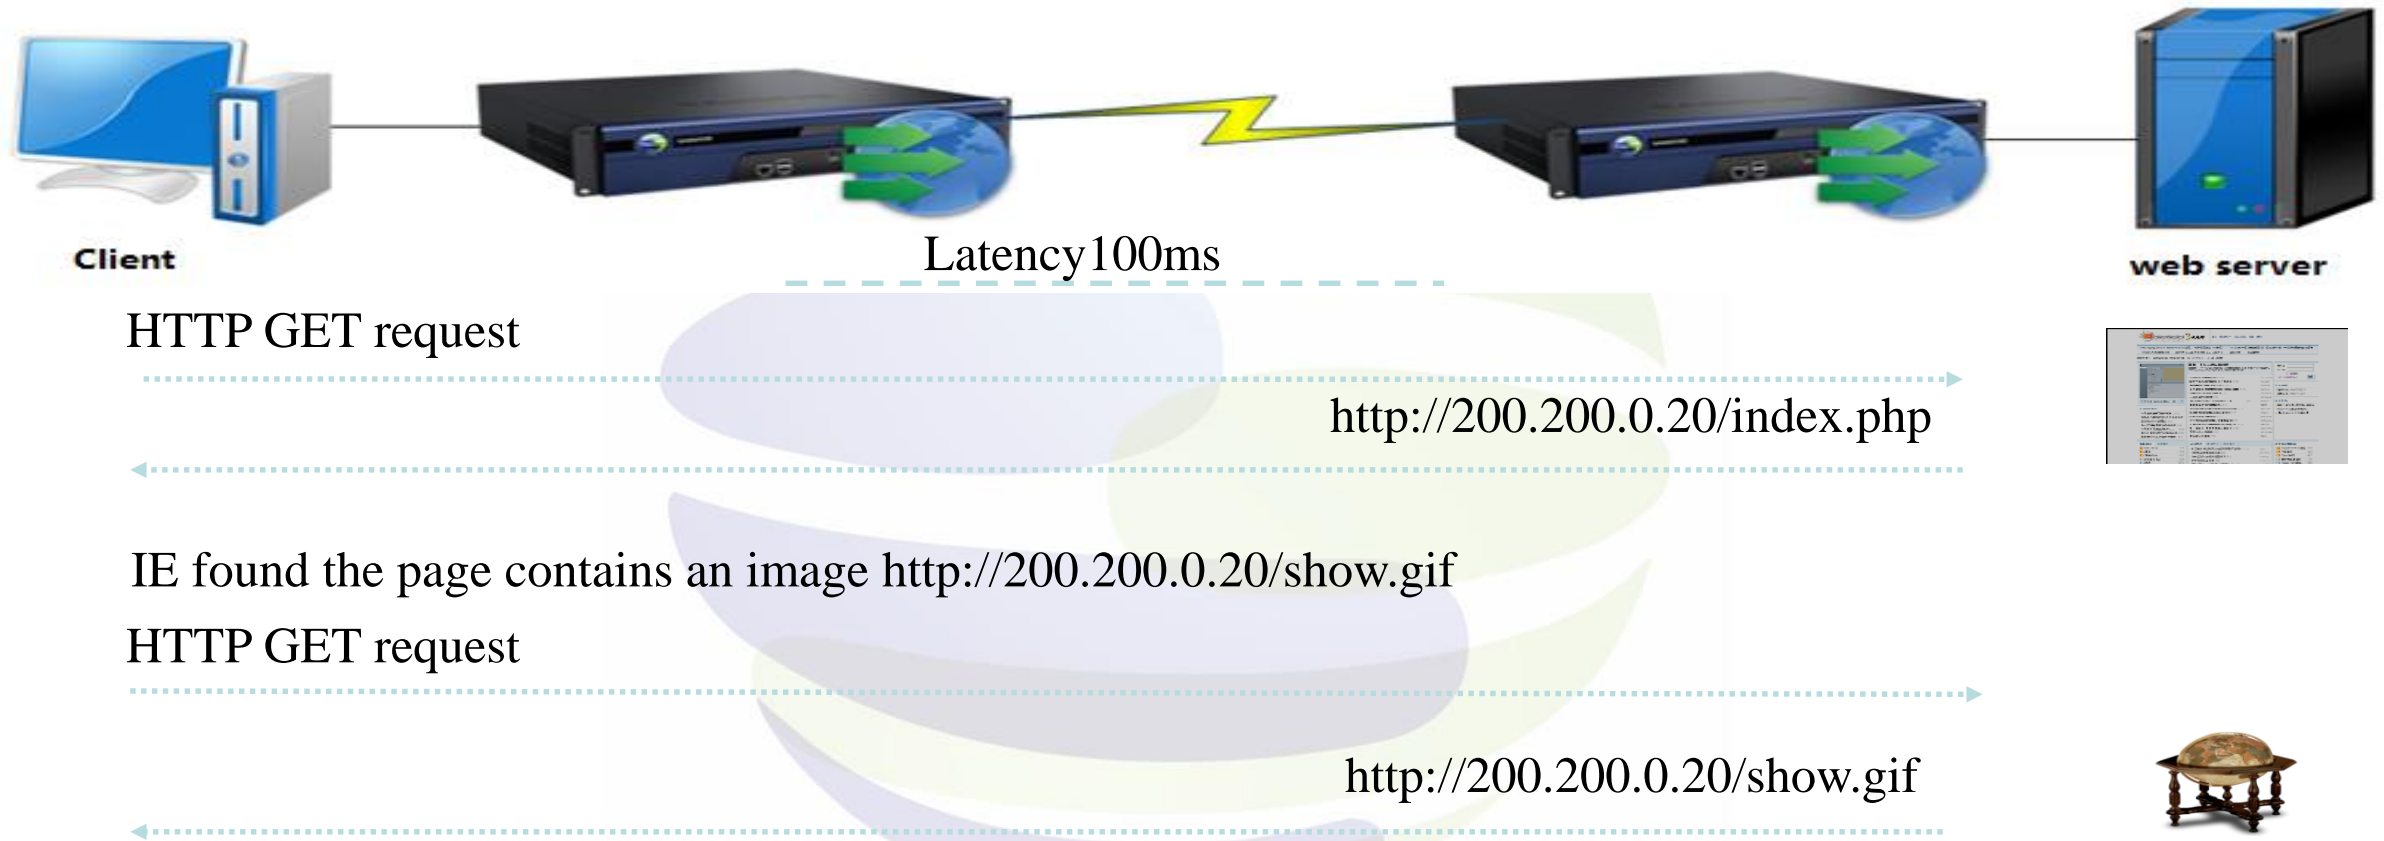 Client
web server
Latency100ms
HTTP GET request
http://200.200.0.20/index.php
IE found the page contains an image http://200.200.0.20/show.gif
HTTP GET request
http://200.200.0.20/show.gif